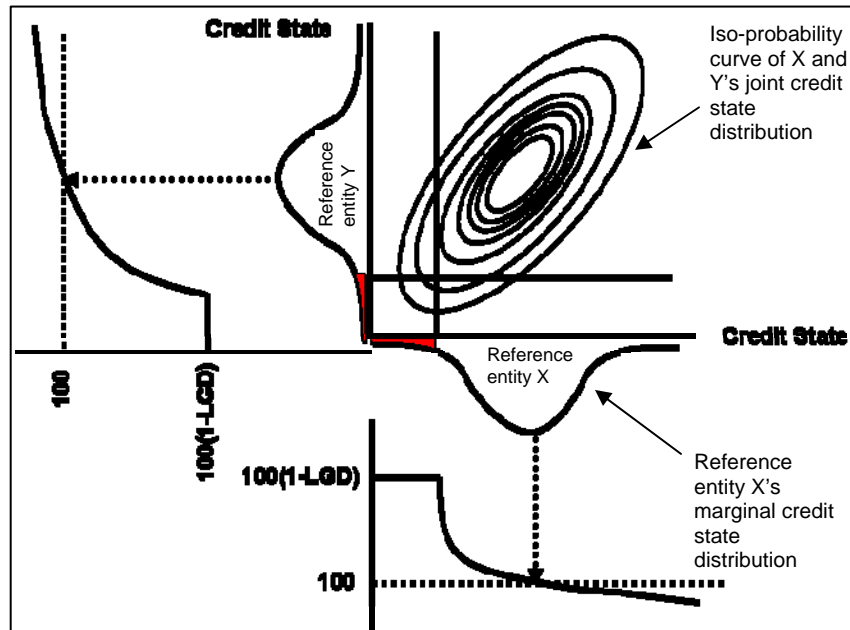 Credit State
Iso-probability
curve of X and
Y's joint credit
state
distribution
Reference
entity Y
Credit State
Reference
entity X
100
100(1-LGD)
100(1-LGD)
Reference
entity X's
marginal credit
state
distribution
100